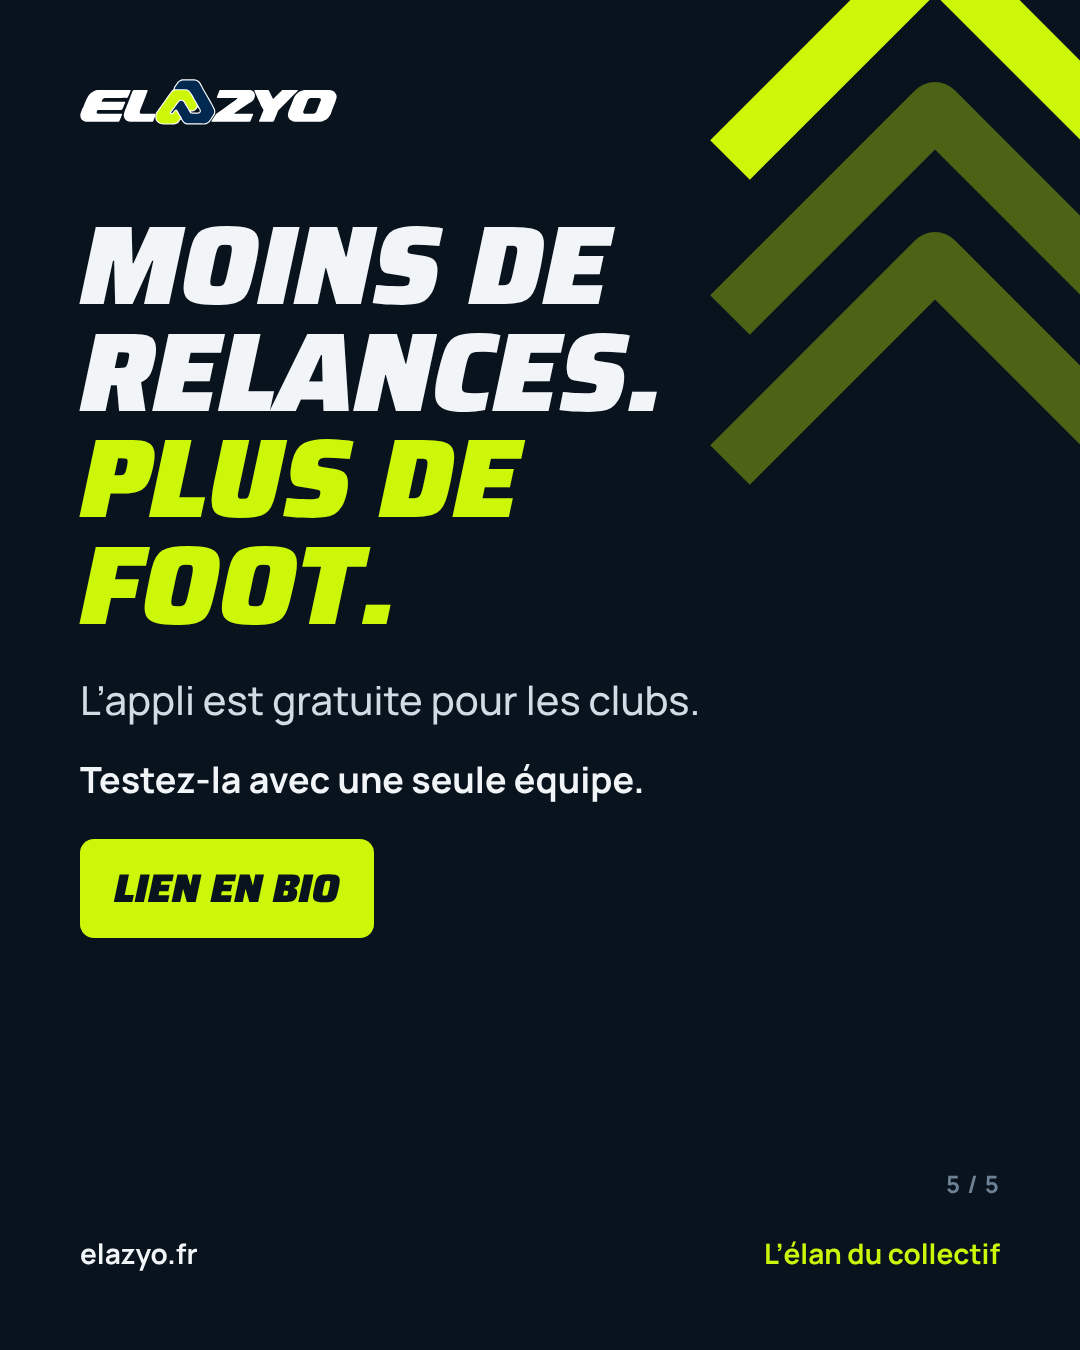 ELAZYO
MOINS DE
RELANCES.
PLUS DE
FOOT.
L’appli est gratuite pour les clubs.
Testez-la avec une seule équipe.
LIEN EN BIO
5 / 5
elazyo.fr
L’élan du collectif